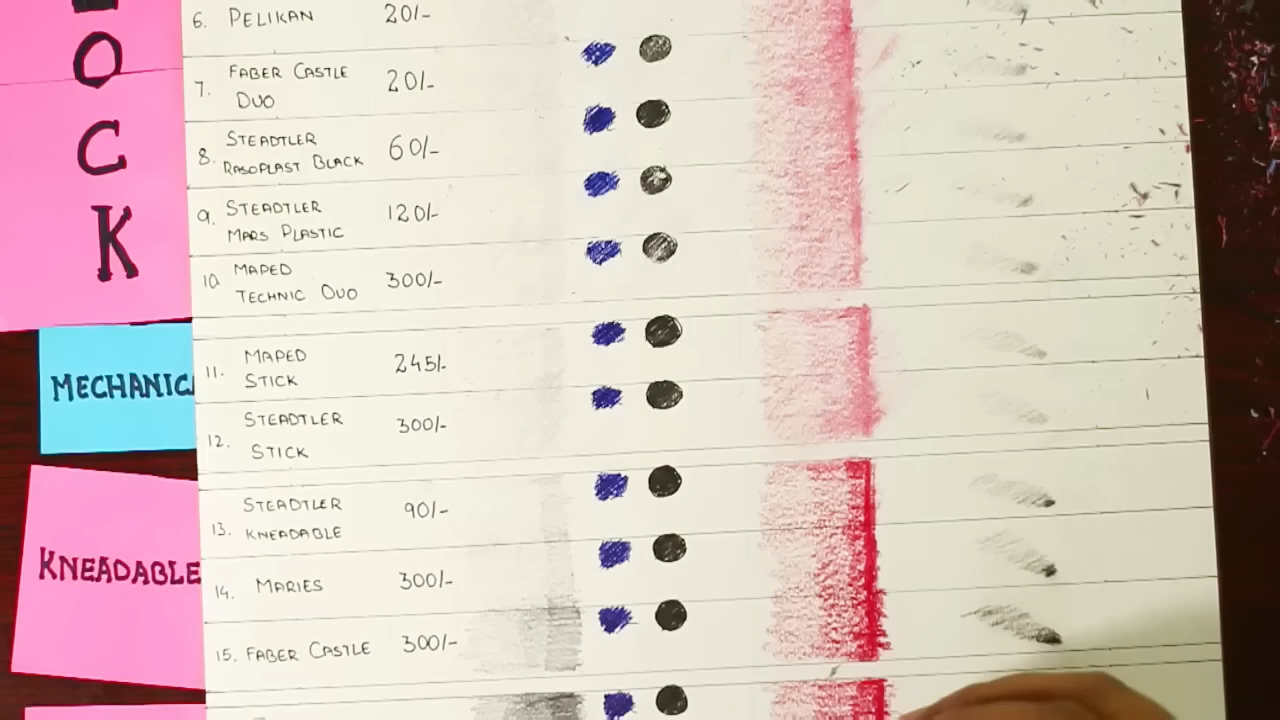 O
C
K
MECHANICA
KNEADABLE
6. PELIKAN 20/-
7. FABER CASTLE DUO 20/-
8. STEADTLER RASOPLAST BLACK 60/-
9. STEADTLER MARS PLASTIC 120/-
10 MAPED TECHNIC DUO 300/-
11. MAPED STICK 245/-
12. STEADTLER STICK 300/-
13. STEADTLER KNEADABLE 90/-
14. MARIES 300/-
15. FABER CASTLE 300/-